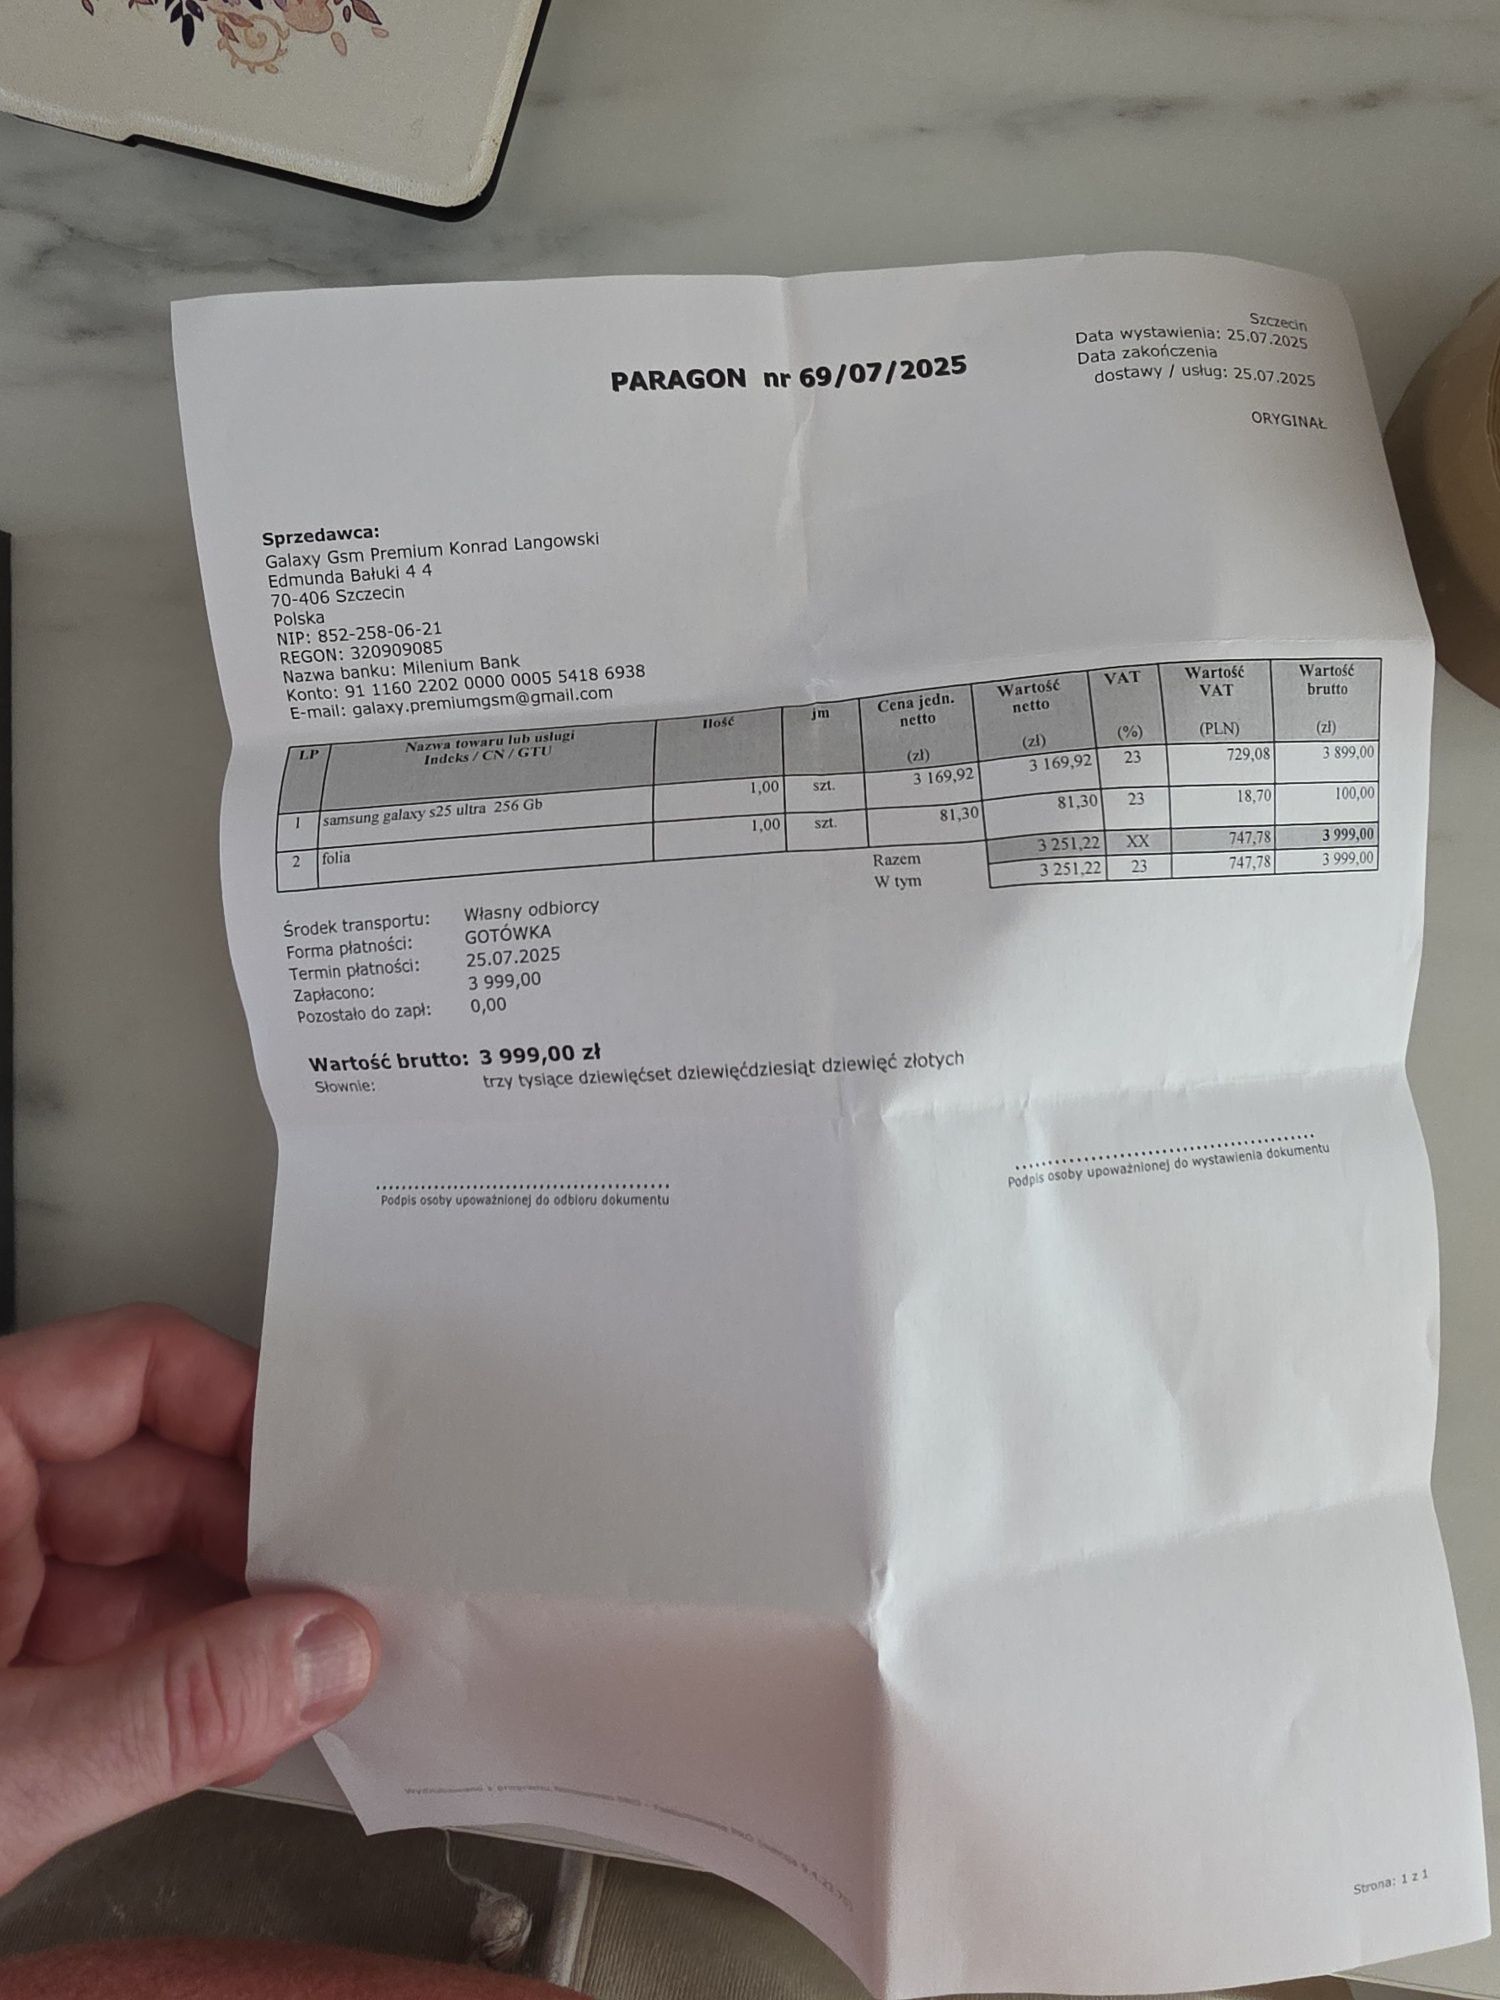 Szczecin
Data wystawienia: 25.07.2025
Data zakończenia
dostawy / usług: 25.07.2025
ORYGINAŁ
PARAGON nr 69/07/2025
Sprzedawca:
Galaxy Gsm Premium Konrad Langowski
Edmunda Bałuki 4 4
70-406 Szczecin
Polska
NIP: 852-258-06-21
REGON: 320909085
Nazwa banku: Milenium Bank
Konto: 91 1160 2202 0000 0005 5418 6938
E-mail: galaxy.premiumgsm@gmail.com
LP Nazwa towaru lub usługi Indeks / CN / GTU Ilość jm Cena jedn. netto (zł) Wartość netto (zł) VAT (%) Wartość VAT (PLN) Wartość brutto (zł)
1 samsung galaxy s25 ultra 256 Gb 1,00 szt. 3 169,92 3 169,92 23 729,08 3 899,00
2 folia 1,00 szt. 81,30 81,30 23 18,70 100,00
Razem 3 251,22 XX 747,78 3 999,00
W tym 3 251,22 23 747,78 3 999,00
Środek transportu: Własny odbiorcy
Forma płatności: GOTÓWKA
Termin płatności: 25.07.2025
Zapłacono: 3 999,00
Pozostało do zapł: 0,00
Wartość brutto: 3 999,00 zł
Słownie: trzy tysiące dziewięćset dziewięćdziesiąt dziewięć złotych
Podpis osoby upoważnionej do wystawienia dokumentu
Podpis osoby upoważnionej do odbioru dokumentu
Strona: 1 z 1